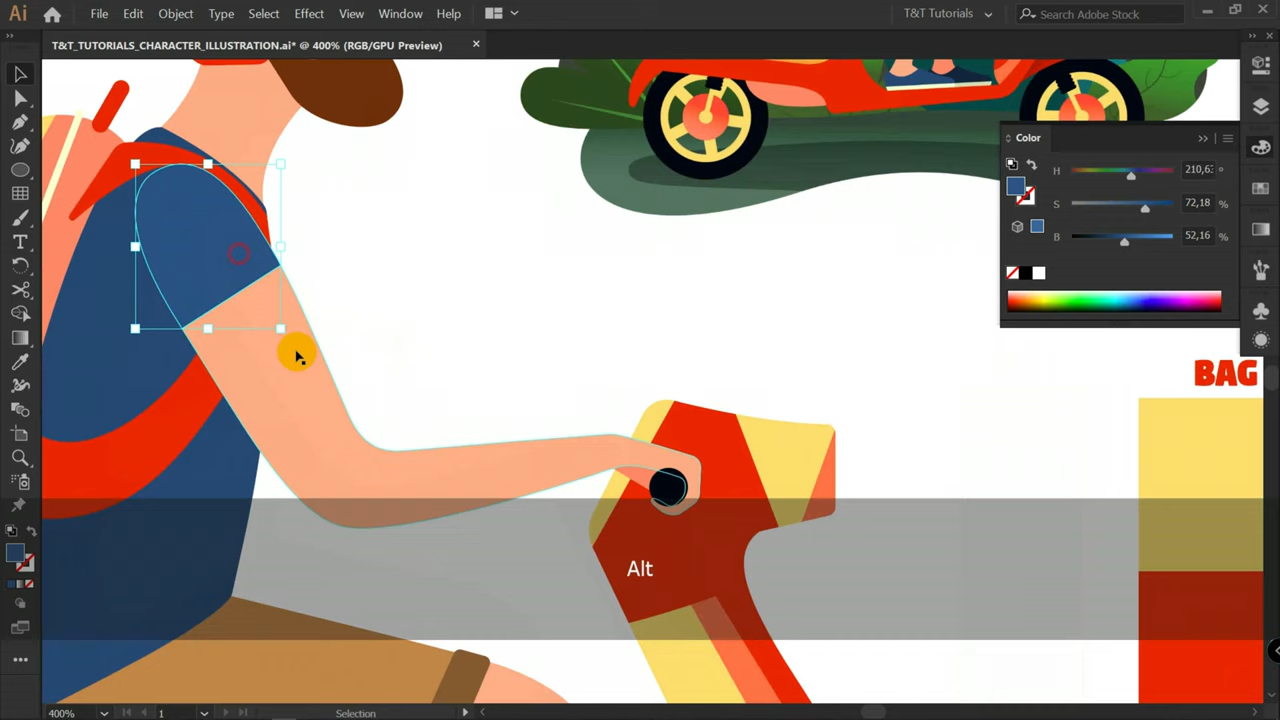 Ai File Edit Object Type Select Effect View Window Help T&T Tutorials Search Adobe Stock
T&T_TUTORIALS_CHARACTER_ILLUSTRATION.ai* @ 400% (RGB/GPU Preview)
Color
H 210,6 °
S 72,18 %
B 52,16 %
BAG
Alt
400% 1 Selection